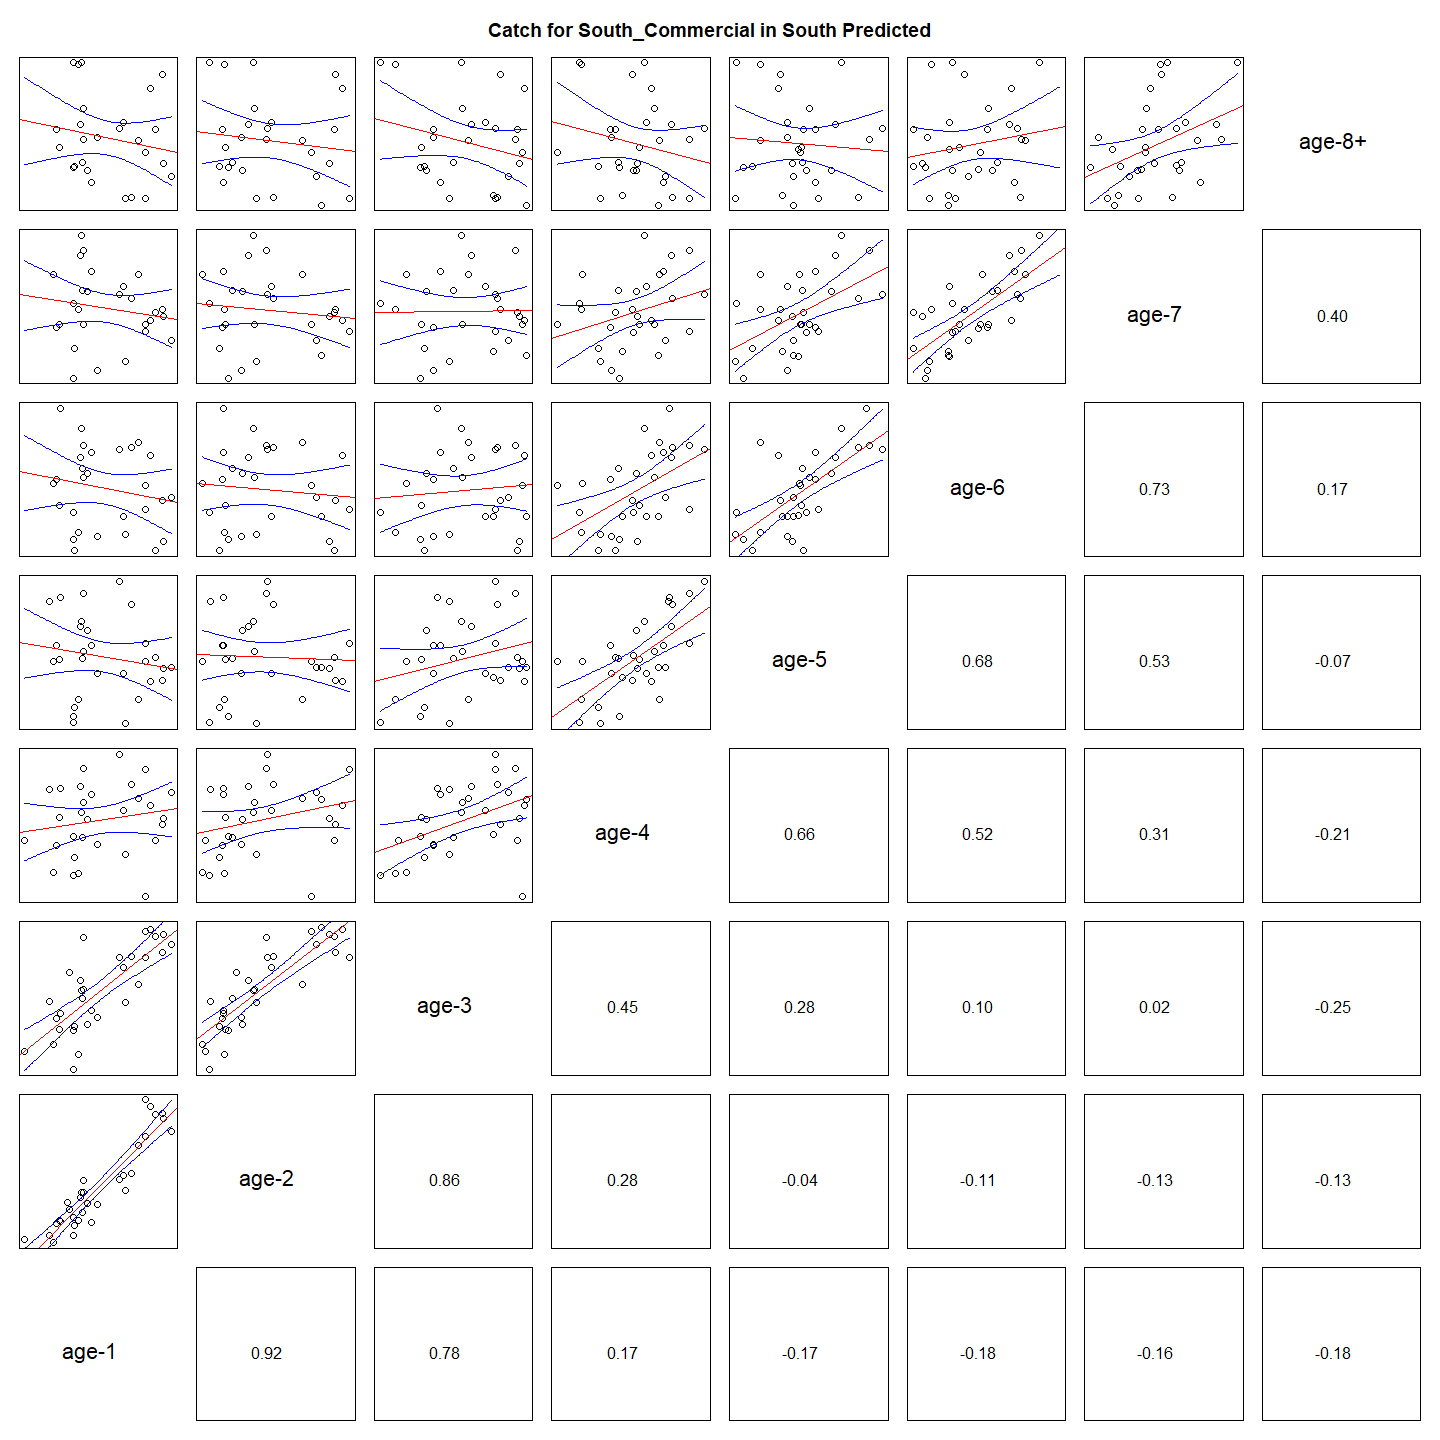 Catch for South_Commercial in South Predicted
age-8+
age-7 0.40
age-6 0.73 0.17
age-5 0.68 0.53 -0.07
age-4 0.66 0.52 0.31 -0.21
age-3 0.45 0.28 0.10 0.02 -0.25
age-2 0.86 0.28 -0.04 -0.11 -0.13 -0.13
age-1 0.92 0.78 0.17 -0.17 -0.18 -0.16 -0.18